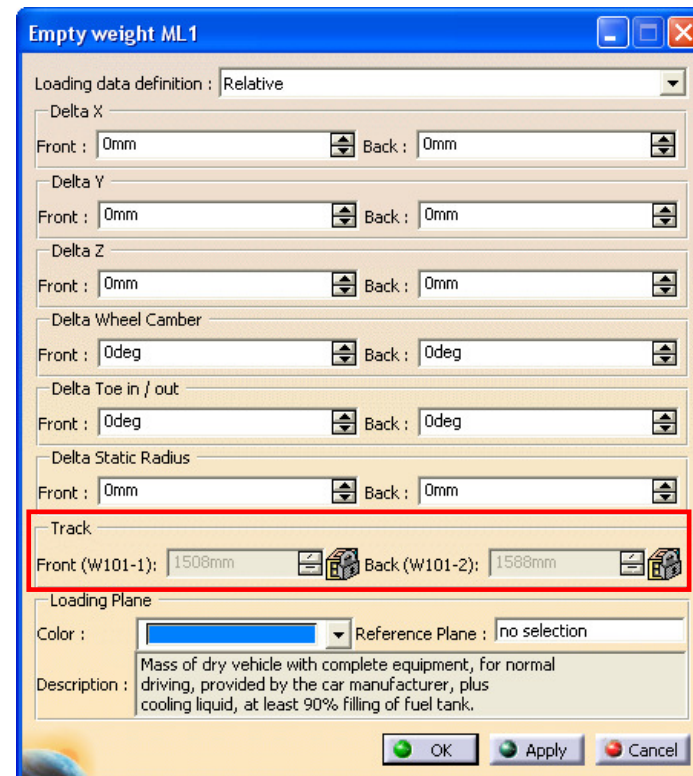 Empty weight ML1
Loading data definition : Relative
Delta X
Front : 0mm Back : 0mm
Delta Y
Front : 0mm Back : 0mm
Delta Z
Front : 0mm Back : 0mm
Delta Wheel Camber
Front : 0deg Back : 0deg
Delta Toe in / out
Front : 0deg Back : 0deg
Delta Static Radius
Front : 0mm Back : 0mm
Track
Front (W101-1): 1508mm Back (W101-2): 1588mm
Loading Plane
Color : Reference Plane : no selection
Mass of dry vehicle with complete equipment, for normal
Description : driving, provided by the car manufacturer, plus
cooling liquid, at least 90% filling of fuel tank.
OK Apply Cancel